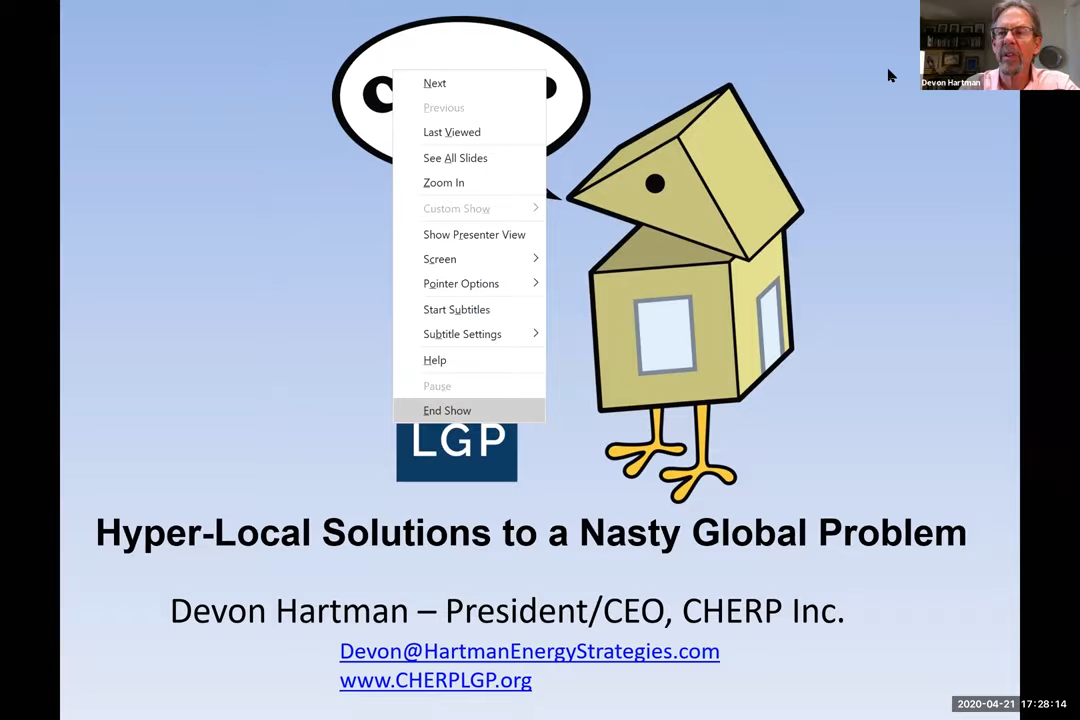 Devon Hartman
Next
Previous
Last Viewed
See All Slides
Zoom In
Custom Show
Show Presenter View
Screen
Pointer Options
Start Subtitles
Subtitle Settings
Help
Pause
End Show
LGP
Hyper-Local Solutions to a Nasty Global Problem
Devon Hartman – President/CEO, CHERP Inc.
Devon@HartmanEnergyStrategies.com
www.CHERPLGP.org
2020-04-21 17:28:14